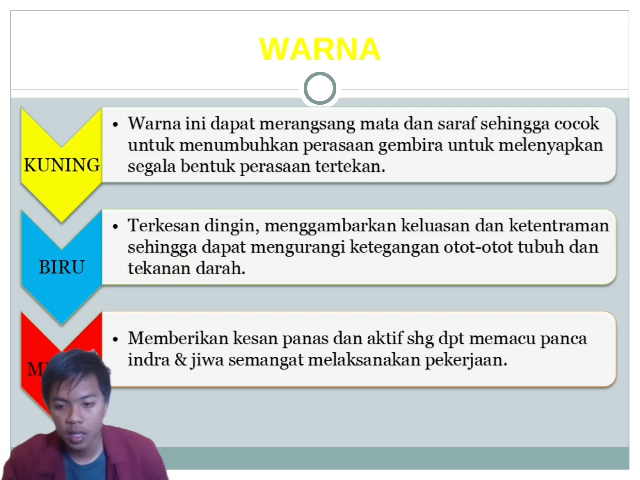 WARNA
KUNING
• Warna ini dapat merangsang mata dan saraf sehingga cocok
untuk menumbuhkan perasaan gembira untuk melenyapkan
segala bentuk perasaan tertekan.
BIRU
• Terkesan dingin, menggambarkan keluasan dan ketentraman
sehingga dapat mengurangi ketegangan otot-otot tubuh dan
tekanan darah.
• Memberikan kesan panas dan aktif shg dpt memacu panca
indra & jiwa semangat melaksanakan pekerjaan.